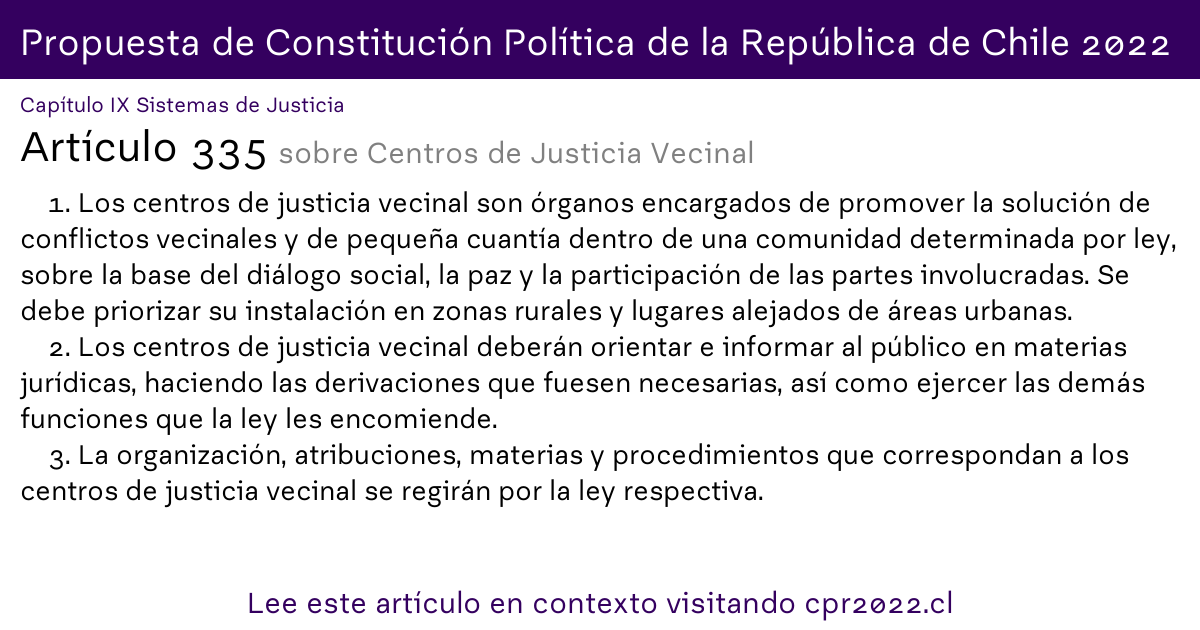 Propuesta de Constitución Política de la República de Chile 2022
Capítulo IX Sistemas de Justicia
Artículo 335 sobre Centros de Justicia Vecinal
1. Los centros de justicia vecinal son órganos encargados de promover la solución de
conflictos vecinales y de pequeña cuantía dentro de una comunidad determinada por ley,
sobre la base del diálogo social, la paz y la participación de las partes involucradas. Se
debe priorizar su instalación en zonas rurales y lugares alejados de áreas urbanas.
2. Los centros de justicia vecinal deberán orientar e informar al público en materias
jurídicas, haciendo las derivaciones que fuesen necesarias, así como ejercer las demás
funciones que la ley les encomiende.
3. La organización, atribuciones, materias y procedimientos que correspondan a los
centros de justicia vecinal se regirán por la ley respectiva.
Lee este artículo en contexto visitando cpr2022.cl